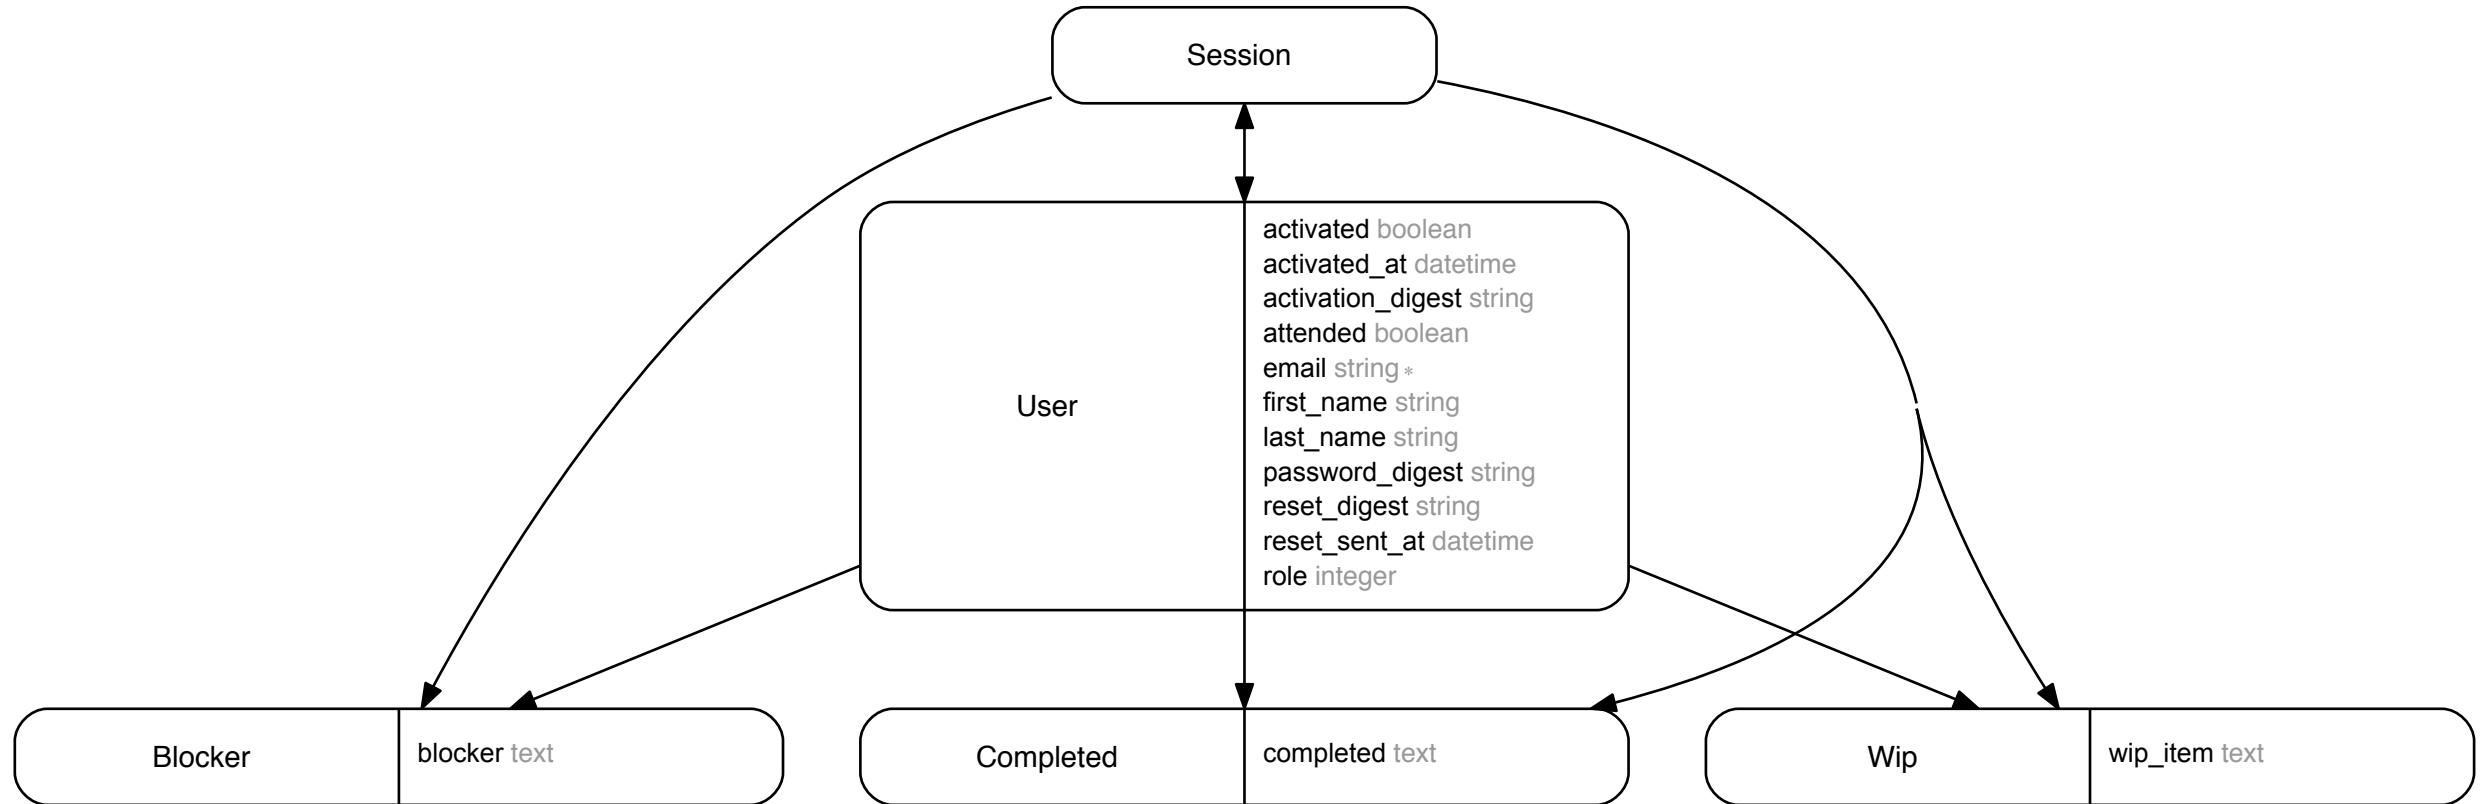 Session
User
activated boolean
activated_at datetime
activation_digest string
attended boolean
email string *
first_name string
last_name string
password_digest string
reset_digest string
reset_sent_at datetime
role integer
Blocker
blocker text
Completed
completed text
Wip
wip_item text